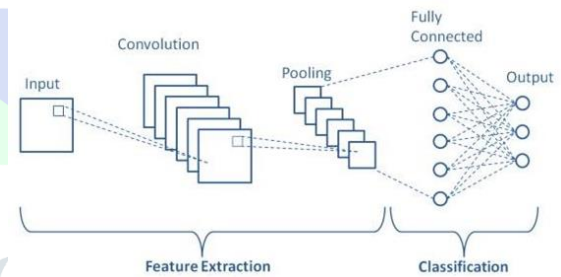 Fully
Connected
Convolution
Pooling
Input
Output
Feature Extraction
Classification